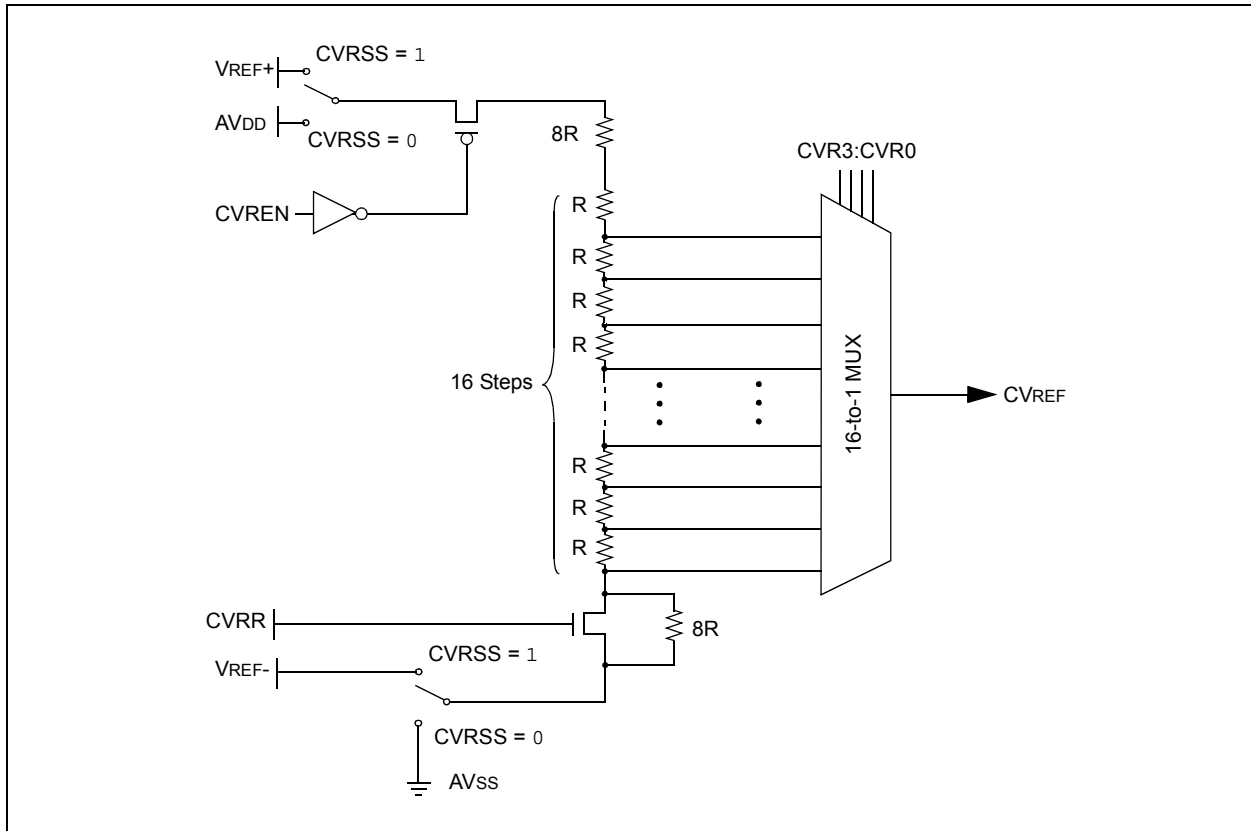 CVRSS = 1
VREF+
AVDD
CVRSS = 0
8R
CVREN
CVR3:CVR0
R
R
R
R
16 Steps
16-to-1 MUX
CVREF
R
R
R
CVRR
8R
CVRSS = 1
VREF-
CVRSS = 0
AVSS